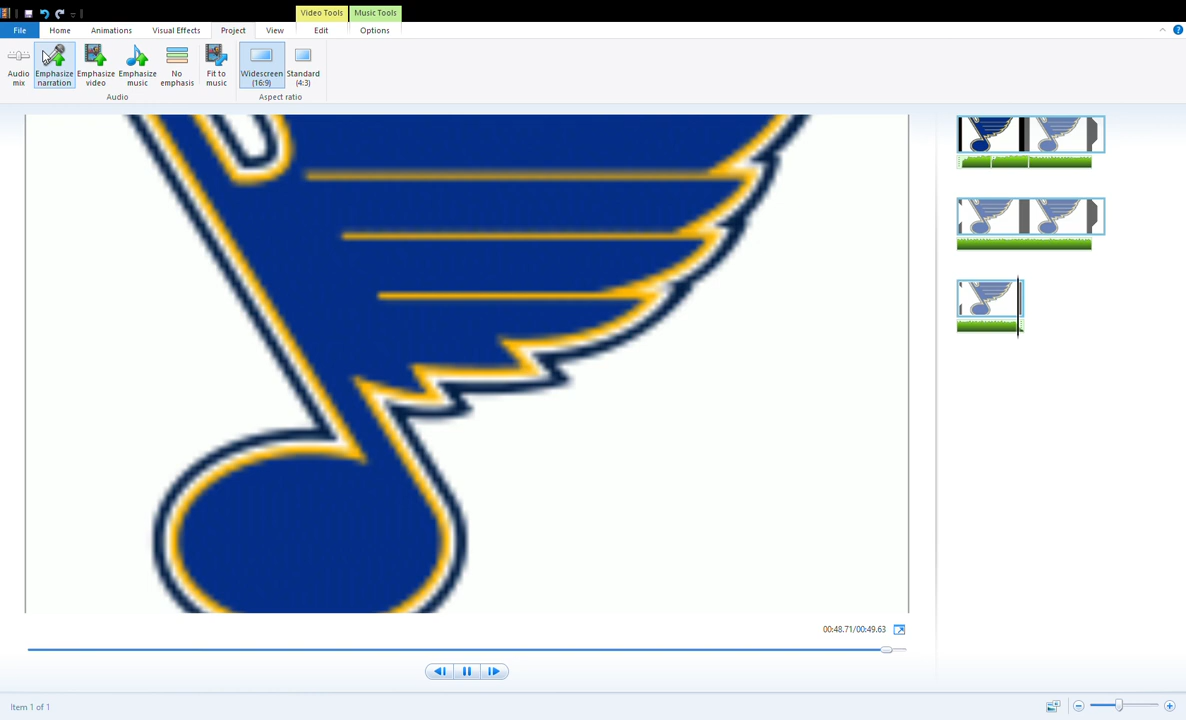 Video Tools Music Tools
File Home Animations Visual Effects Project View Edit Options
Audio mix
Emphasize narration
Emphasize video
Emphasize music
No emphasis
Fit to music
Widescreen (16:9)
Standard (4:3)
Audio Aspect ratio
00:48.71/00:49.63
Item 1 of 1